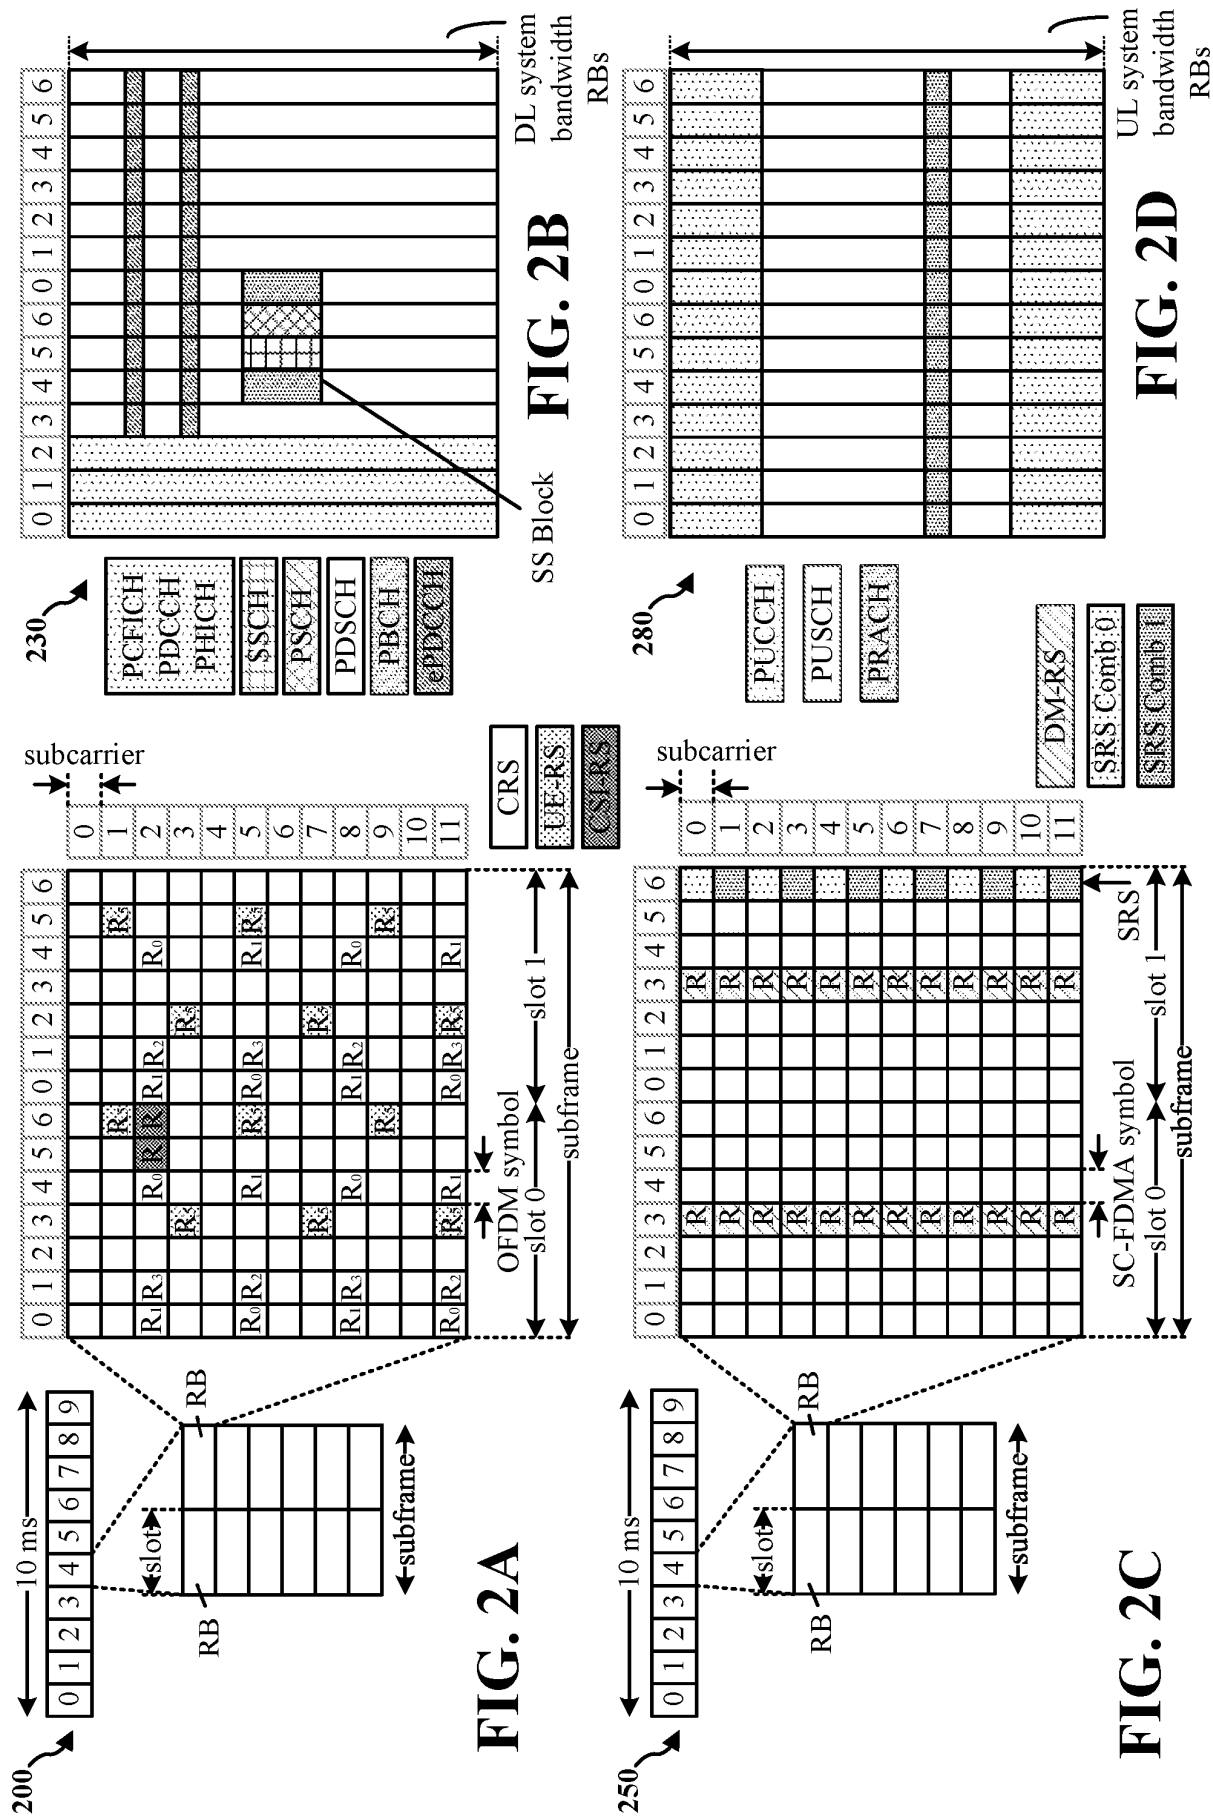 200
10 ms
0 1 2 3 4 5 6 7 8 9
slot
RB RB
subframe
FIG. 2A
0 1 2 3 4 5 6 0 1 2 3 4 5 6
subcarrier
0
R5 R5 1
R1 R3 R0 R R R1 R2 R0 2
R5 R5 3
4
R0 R2 R1 R5 R0 R3 R1 R5 5
6
R5 R5 7
R1 R3 R0 R1 R2 R0 8
R5 R5 9
10
R0 R2 R5 R1 R0 R3 R5 R1 11
OFDM symbol
slot 0 slot 1
subframe
CRS
UE-RS
CSI-RS
230
PCFICH
PDCCH
PHICH
SSCH
PSCH
PDSCH
PBCH
ePDCCH
0 1 2 3 4 5 6 0 1 2 3 4 5 6
SS Block
DL system
bandwidth
RBs
FIG. 2B
250
10 ms
0 1 2 3 4 5 6 7 8 9
slot
RB RB
subframe
FIG. 2C
0 1 2 3 4 5 6 0 1 2 3 4 5 6
subcarrier
R R 0
R R 1
R R 2
R R 3
R R 4
R R 5
R R 6
R R 7
R R 8
R R 9
R R 10
R R 11
SC-FDMA symbol
SRS
slot 0 slot 1
subframe
DM-RS
SRS Comb 0
SRS Comb 1
280
PUCCH
PUSCH
PRACH
0 1 2 3 4 5 6 0 1 2 3 4 5 6
UL system
bandwidth
RBs
FIG. 2D